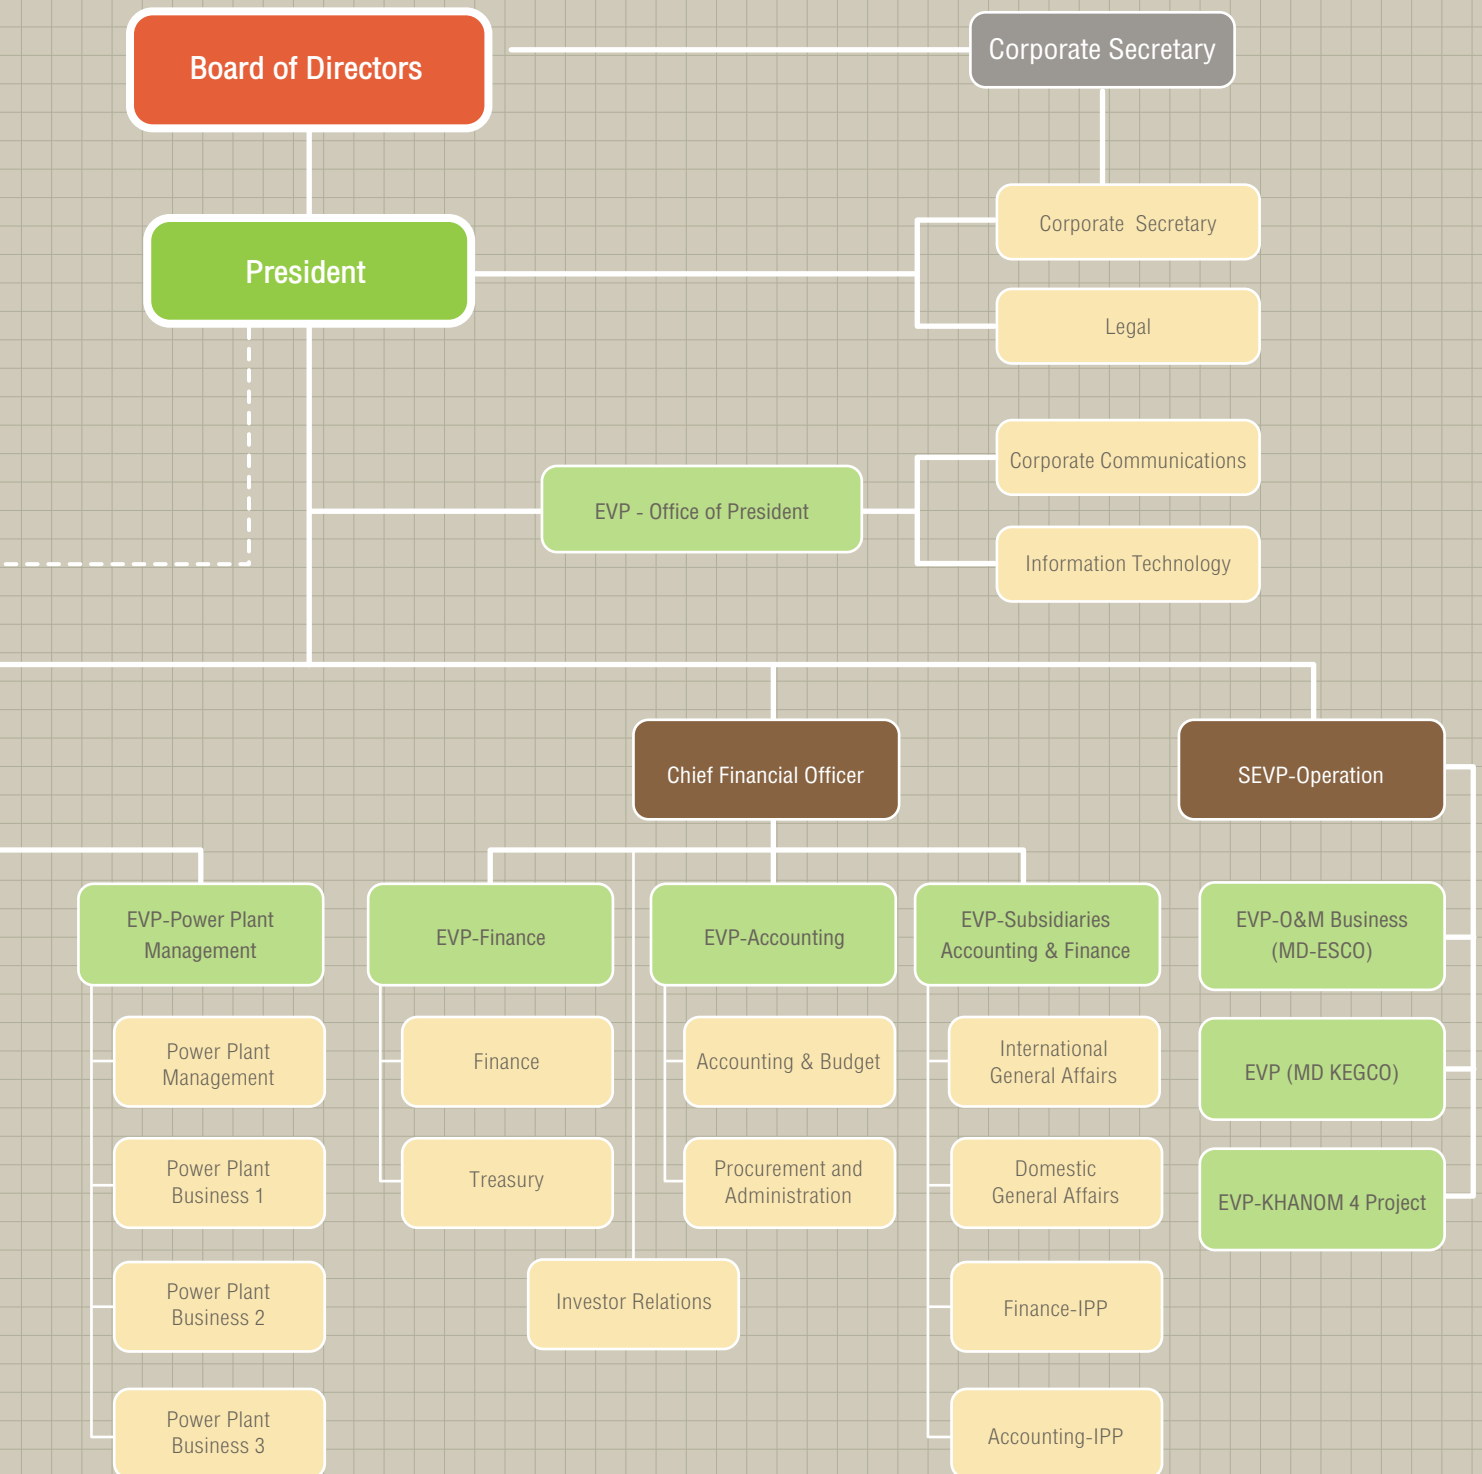 Board of Directors
Corporate Secretary
Corporate Secretary
President
Legal
Corporate Communications
EVP - Office of President
Information Technology
Chief Financial Officer
SEVP-Operation
EVP-Power Plant
Management
EVP-Finance
EVP-Accounting
EVP-Subsidiaries
Accounting & Finance
EVP-O&M Business
(MD-ESCO)
Power Plant
Management
Finance
Accounting & Budget
International
General Affairs
EVP (MD KEGCO)
Power Plant
Business 1
Treasury
Procurement and
Administration
Domestic
General Affairs
EVP-KHANOM 4 Project
Power Plant
Business 2
Investor Relations
Finance-IPP
Power Plant
Business 3
Accounting-IPP